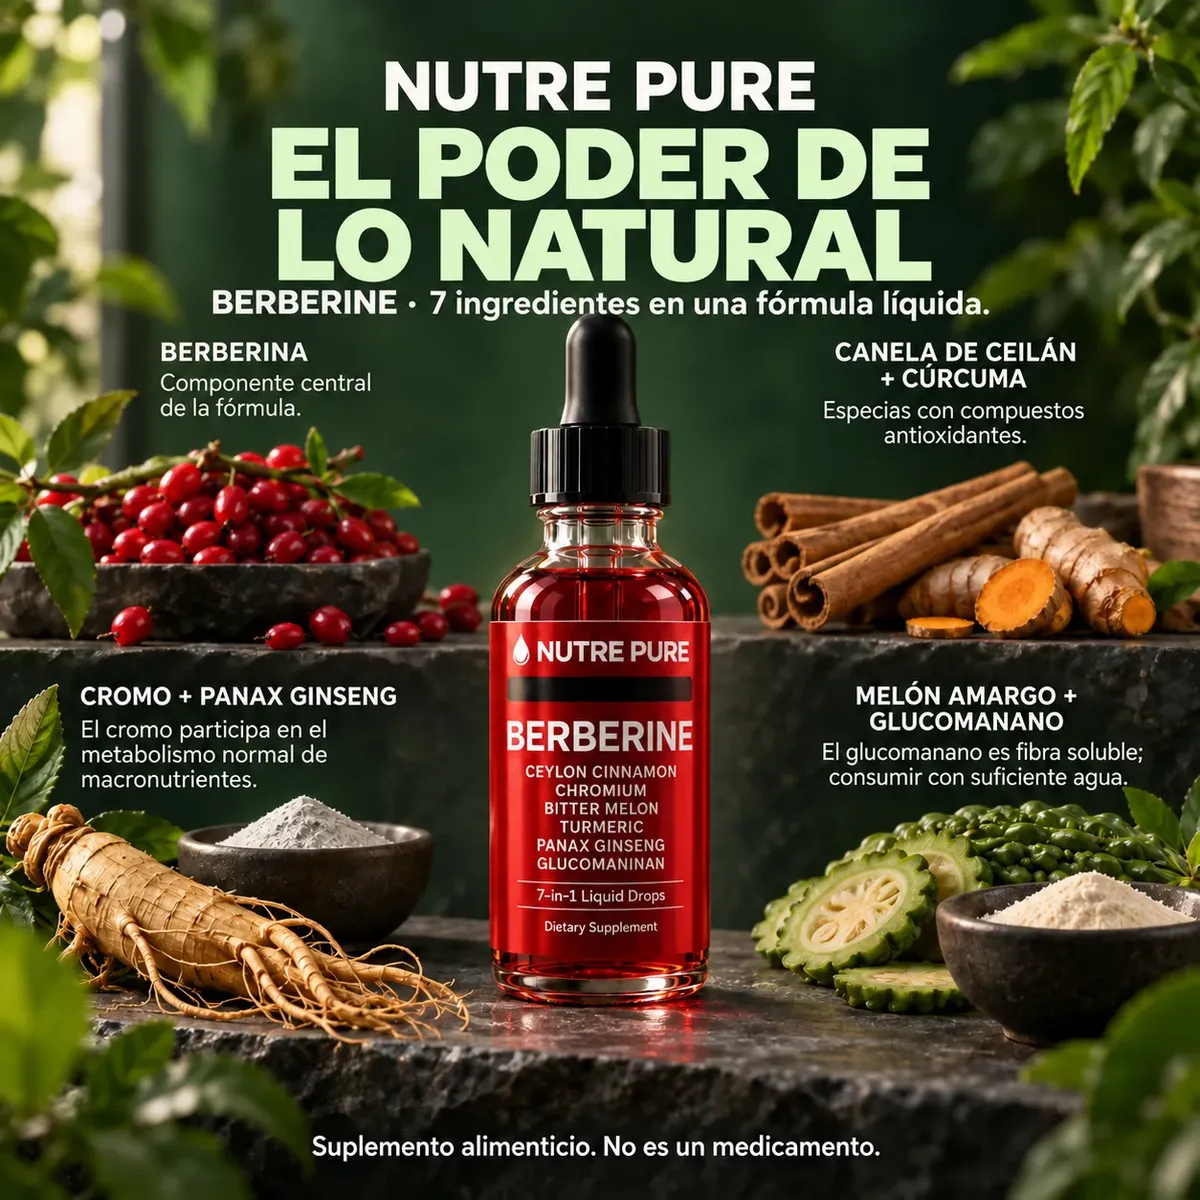 NUTRE PURE
EL PODER DE
LO NATURAL
BERBERINE · 7 ingredientes en una fórmula líquida.
BERBERINA
Componente central
de la fórmula.
CANELA DE CEILÁN
+ CÚRCUMA
Especias con compuestos
antioxidantes.
CROMO + PANAX GINSENG
El cromo participa en el
metabolismo normal de
macronutrientes.
MELÓN AMARGO +
GLUCOMANANO
El glucomanano es fibra soluble;
consumir con suficiente agua.
NUTRE PURE
BERBERINE
CEYLON CINNAMON
CHROMIUM
BITTER MELON
TURMERIC
PANAX GINSENG
GLUCOMANINAN
7-in-1 Liquid Drops
Dietary Supplement
Suplemento alimenticio. No es un medicamento.